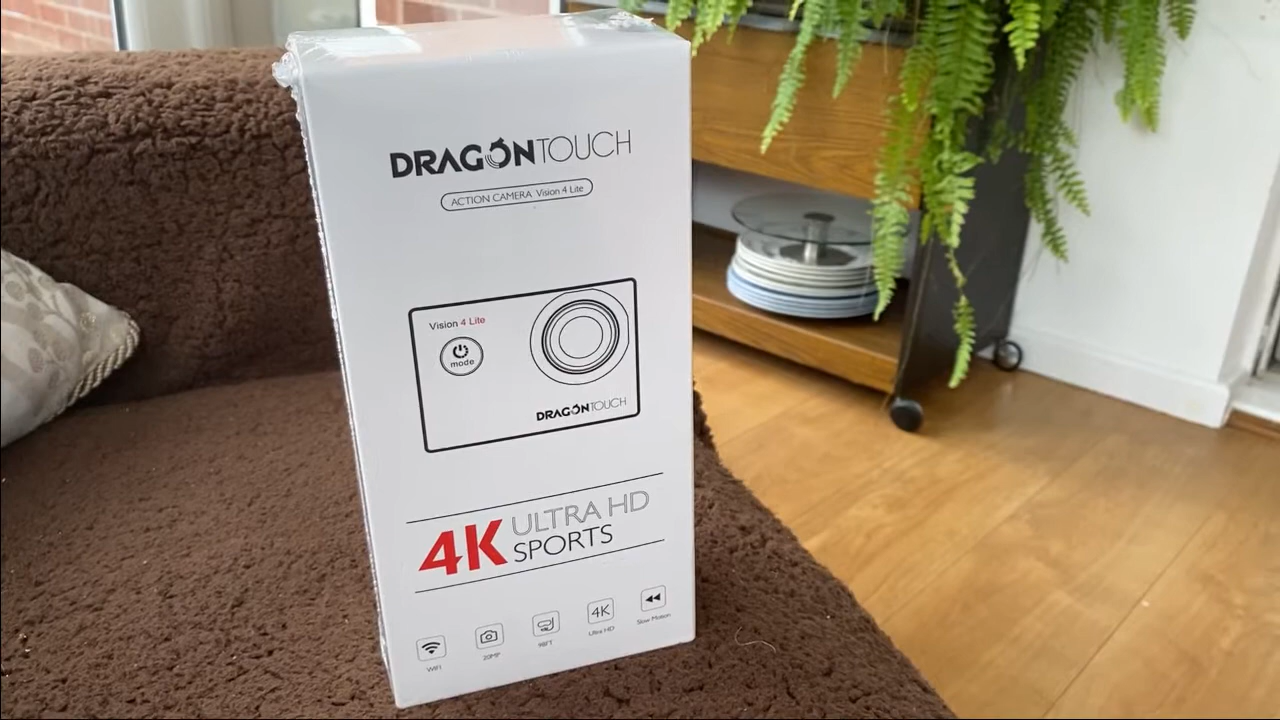 DRAGONTOUCH
ACTION CAMERA Vision 4 Lite
Vision 4 Lite
mode
DRAGONTOUCH
4K ULTRA HD
SPORTS
4K
WIFI
20MP
98FT
Ultra HD
Slow Motion